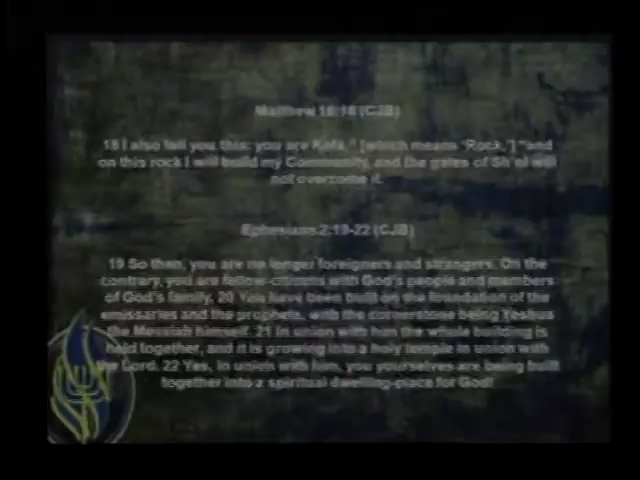 Matthew 16:18 (CJB)
18 I also tell you this: you are Kefa," [which means 'Rock,'] "and
on this rock I will build my Community, and the gates of Sh'ol will
not overcome it.
Ephesians 2:19-22 (CJB)
19 So then, you are no longer foreigners and strangers. On the
contrary, you are fellow-citizens with God's people and members
of God's family. 20 You have been built on the foundation of the
emissaries and the prophets, with the cornerstone being Yeshua
the Messiah himself. 21 In union with him the whole building is
held together, and it is growing into a holy temple in union with
the Lord. 22 Yes, in union with him, you yourselves are being built
together into a spiritual dwelling-place for God!